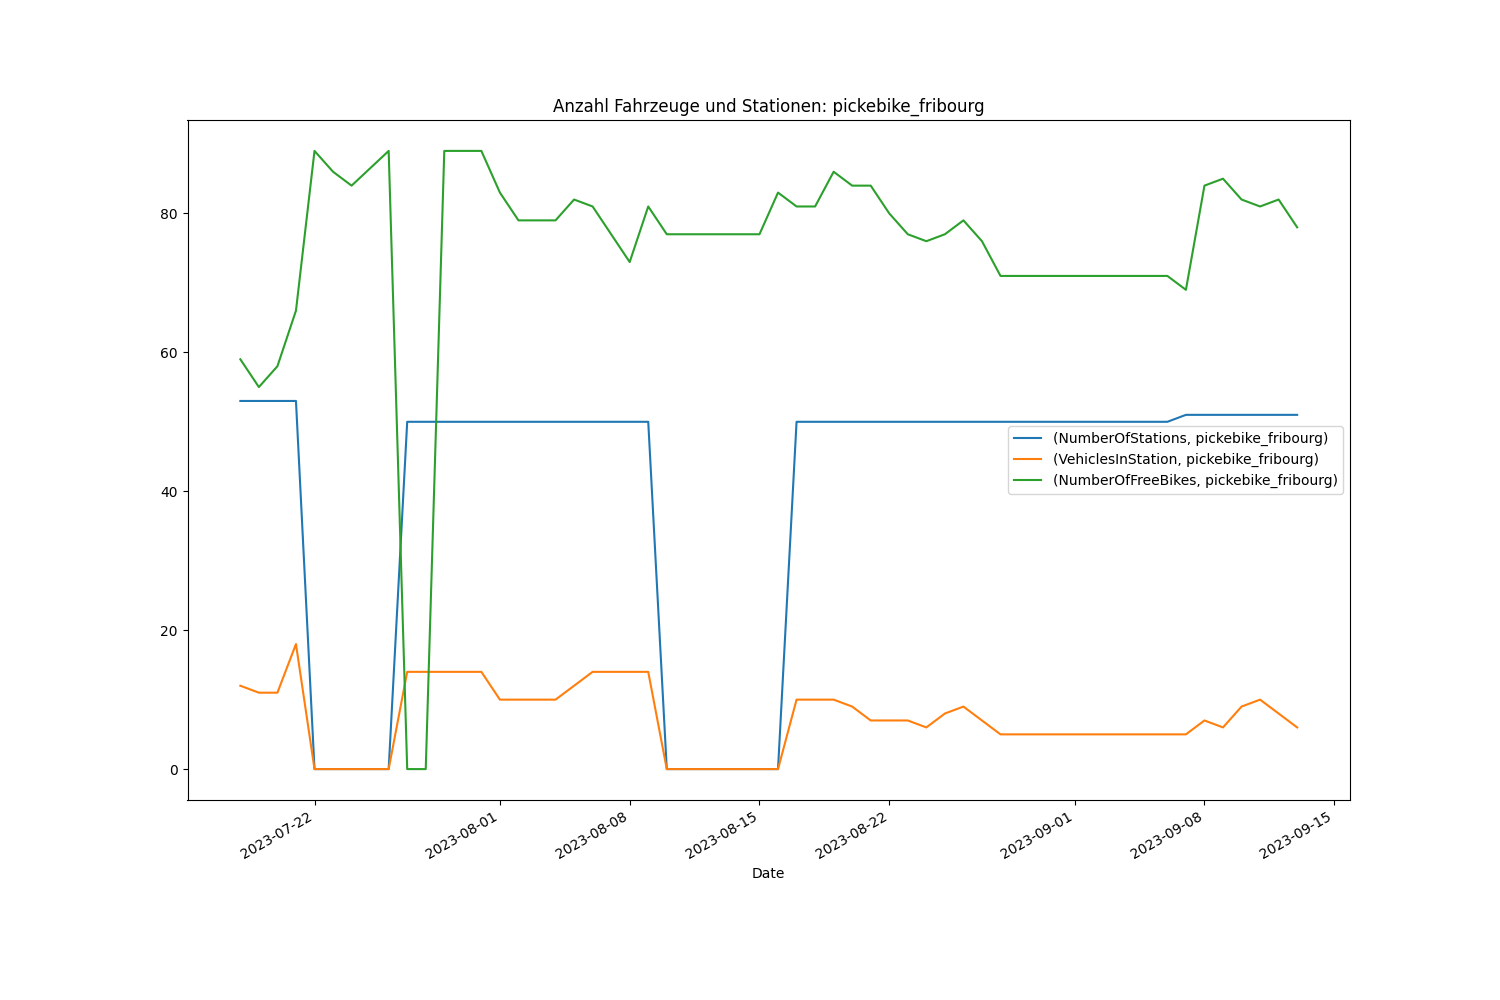 Anzahl Fahrzeuge und Stationen: pickebike_fribourg
80
60
40
20
0
(NumberOfStations, pickebike_fribourg)
(VehiclesInStation, pickebike_fribourg)
(NumberOfFreeBikes, pickebike_fribourg)
2023-07-22
2023-08-01
2023-08-08
2023-08-15
2023-08-22
2023-09-01
2023-09-08
2023-09-15
Date